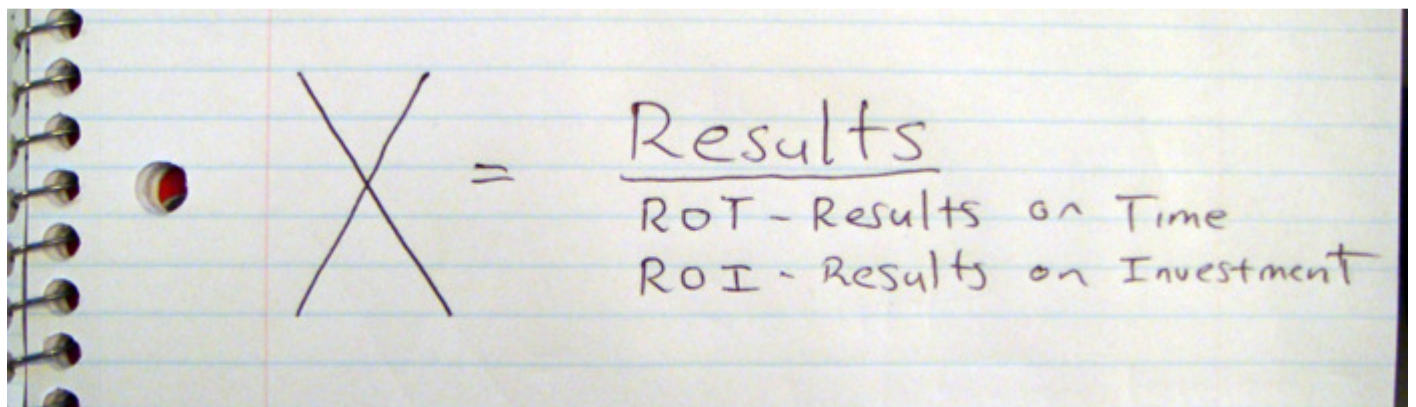 X = Results
ROT - Results on Time
ROI - Results on Investment